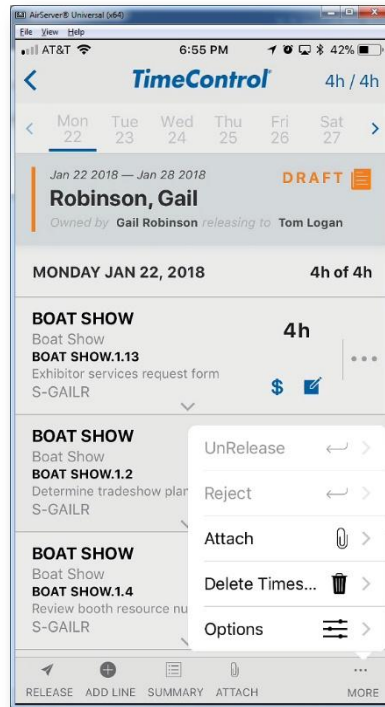 AirServer® Universal (x64)
File View Help
AT&T 6:55 PM 42%
TimeControl® 4h / 4h
Mon Tue Wed Thu Fri Sat
22 23 24 25 26 27
Jan 22 2018 — Jan 28 2018
DRAFT
Robinson, Gail
Owned by Gail Robinson releasing to Tom Logan
MONDAY JAN 22, 2018 4h of 4h
BOAT SHOW
4h
Boat Show
BOAT SHOW.1.13
Exhibitor services request form
S-GAILR
$
BOAT SHOW
Boat Show
BOAT SHOW.1.2
Determine tradeshow plan
S-GAILR
BOAT SHOW
Boat Show
BOAT SHOW.1.4
Review booth resource nu
S-GAILR
UnRelease
Reject
Attach
Delete Times...
Options
RELEASE ADD LINE SUMMARY ATTACH MORE